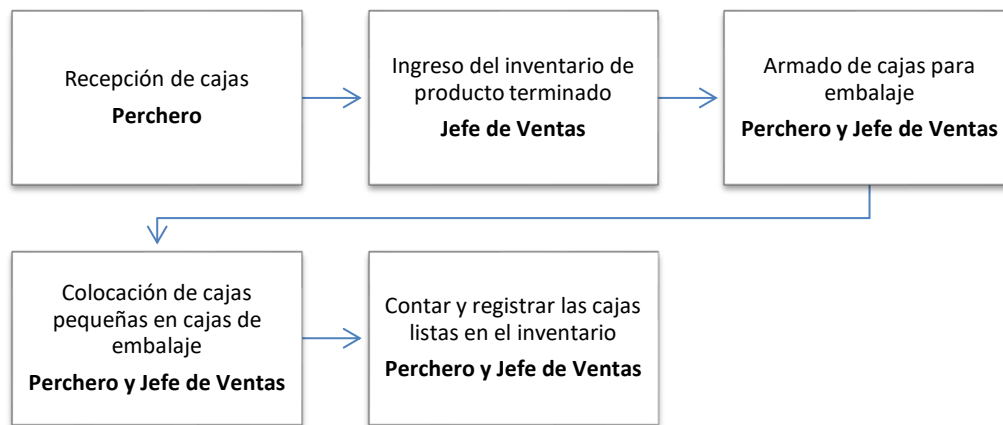 Recepción de cajas
Perchero
Ingreso del inventario de
producto terminado
Jefe de Ventas
Armado de cajas para
embalaje
Perchero y Jefe de Ventas
Colocación de cajas
pequeñas en cajas de
embalaje
Perchero y Jefe de Ventas
Contar y registrar las cajas
listas en el inventario
Perchero y Jefe de Ventas